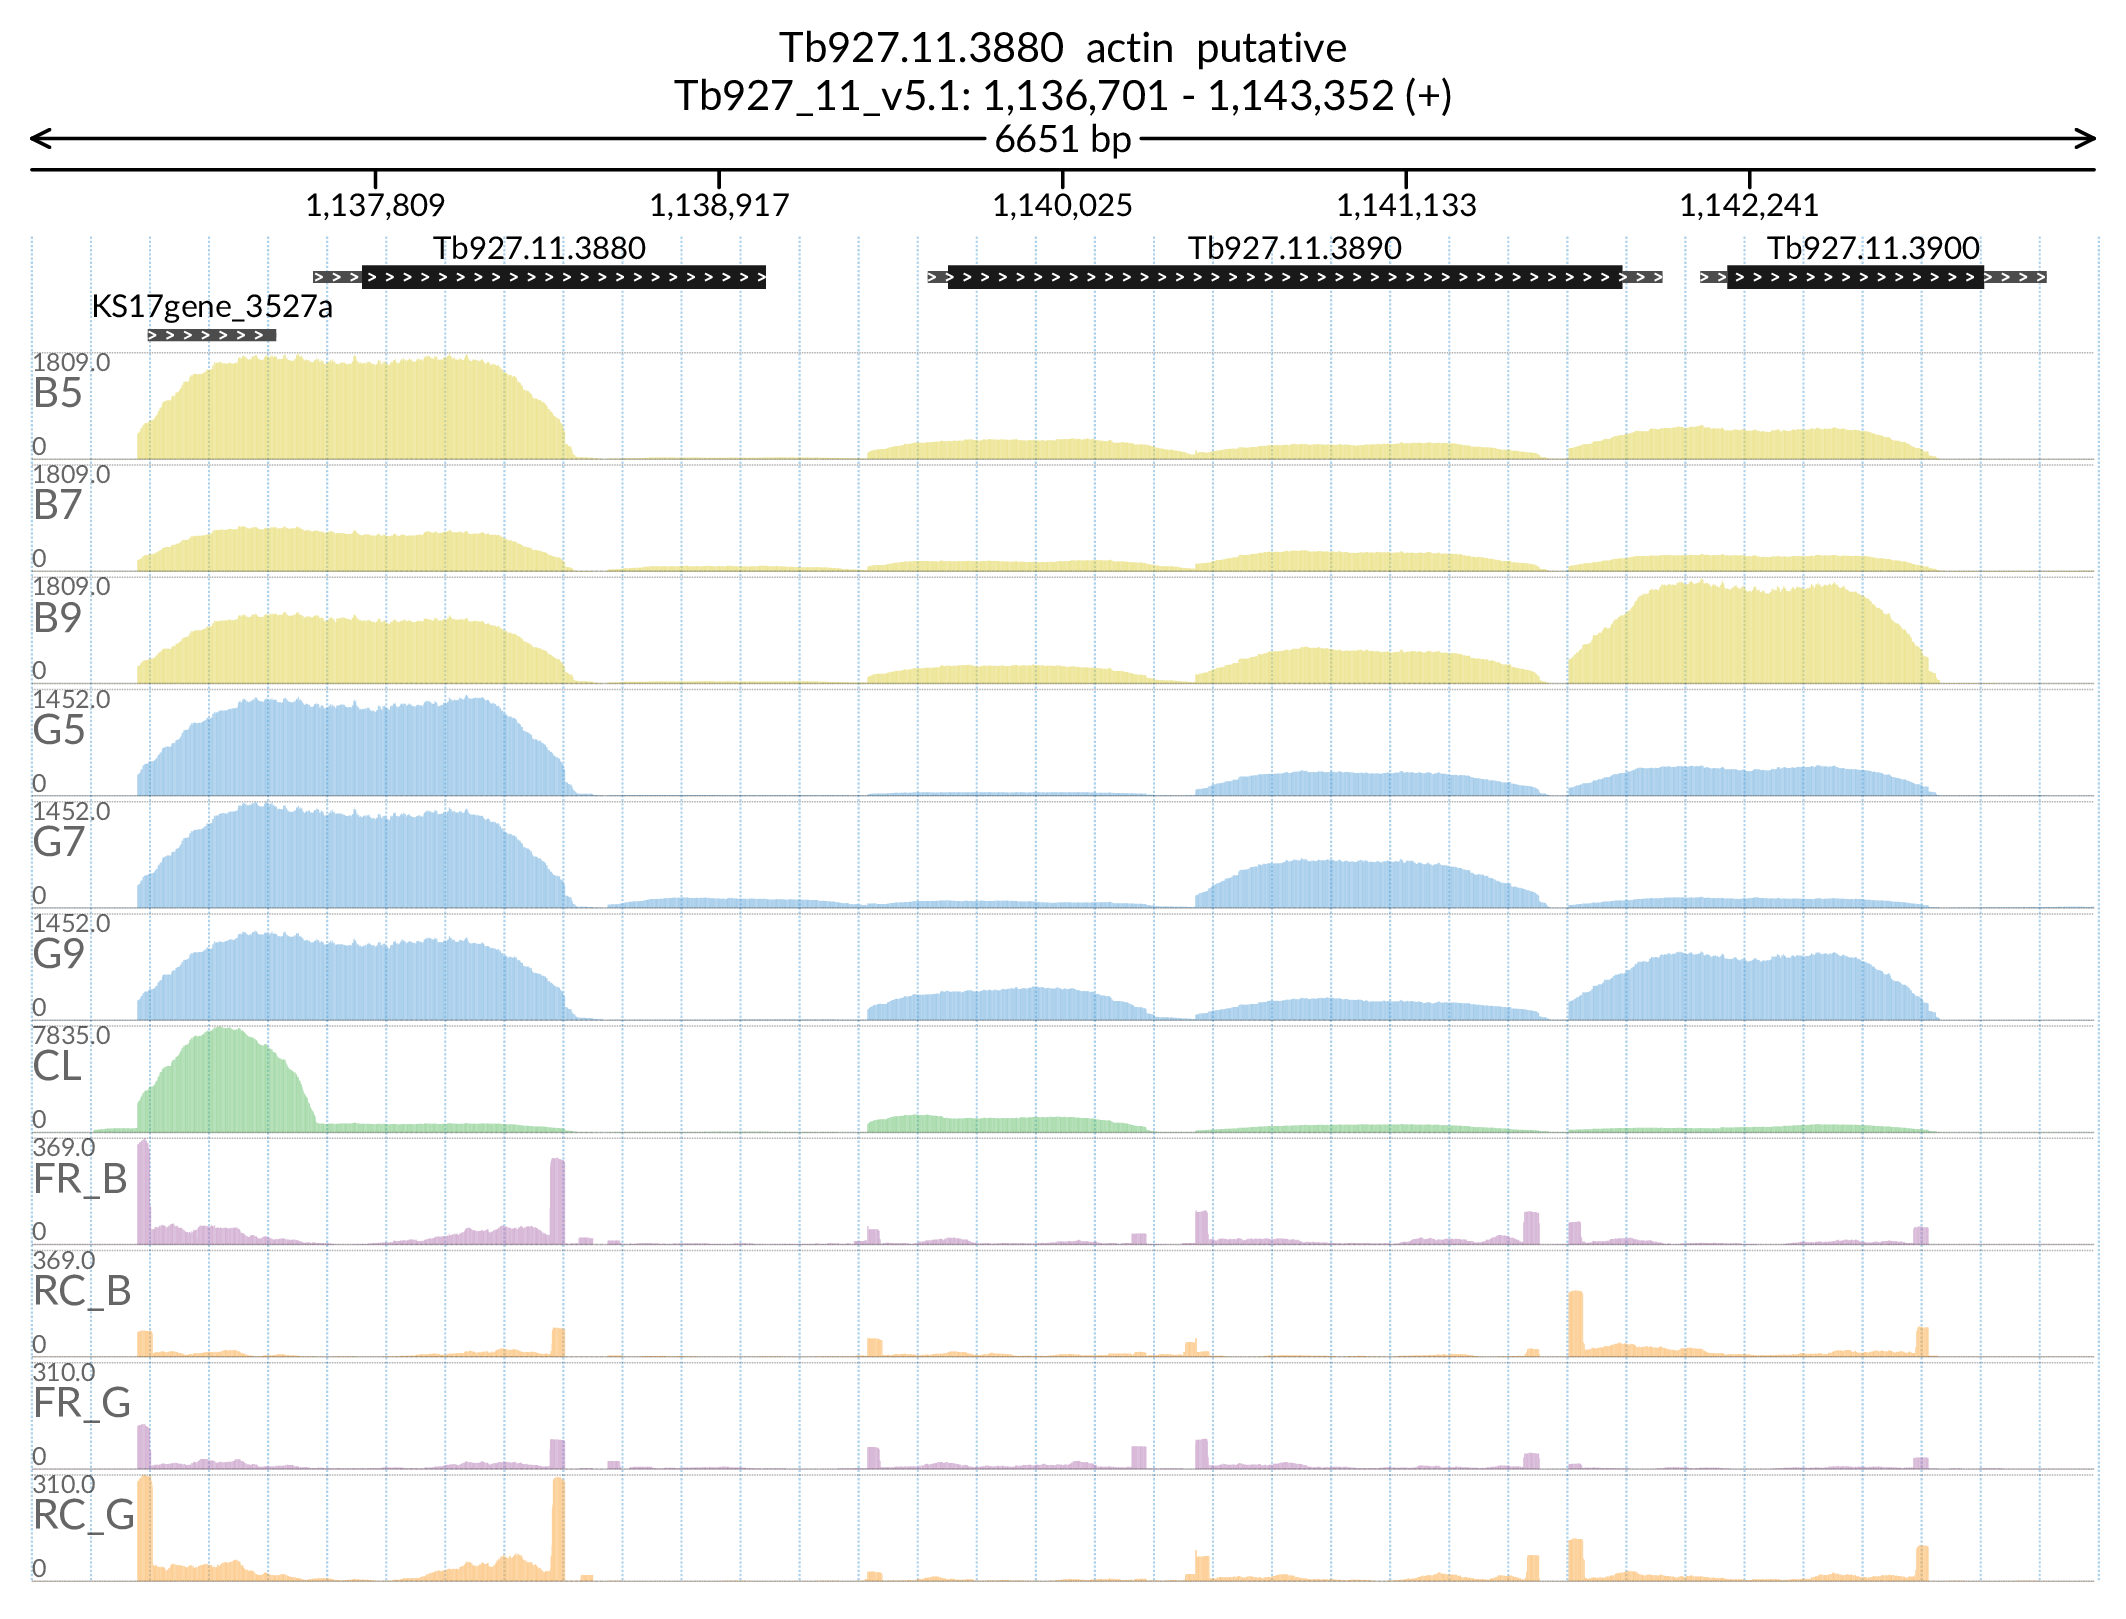 Tb927.11.3880 actin putative
Tb927_11_v5.1: 1,136,701 - 1,143,352 (+)
6651 bp
1,137,809 1,138,917 1,140,025 1,141,133 1,142,241
Tb927.11.3880 Tb927.11.3890 Tb927.11.3900
KS17gene_3527a
1809.0
B5
0
1809.0
B7
0
1809.0
B9
0
1452.0
G5
0
1452.0
G7
0
1452.0
G9
0
7835.0
CL
0
369.0
FR_B
0
369.0
RC_B
0
310.0
FR_G
0
310.0
RC_G
0